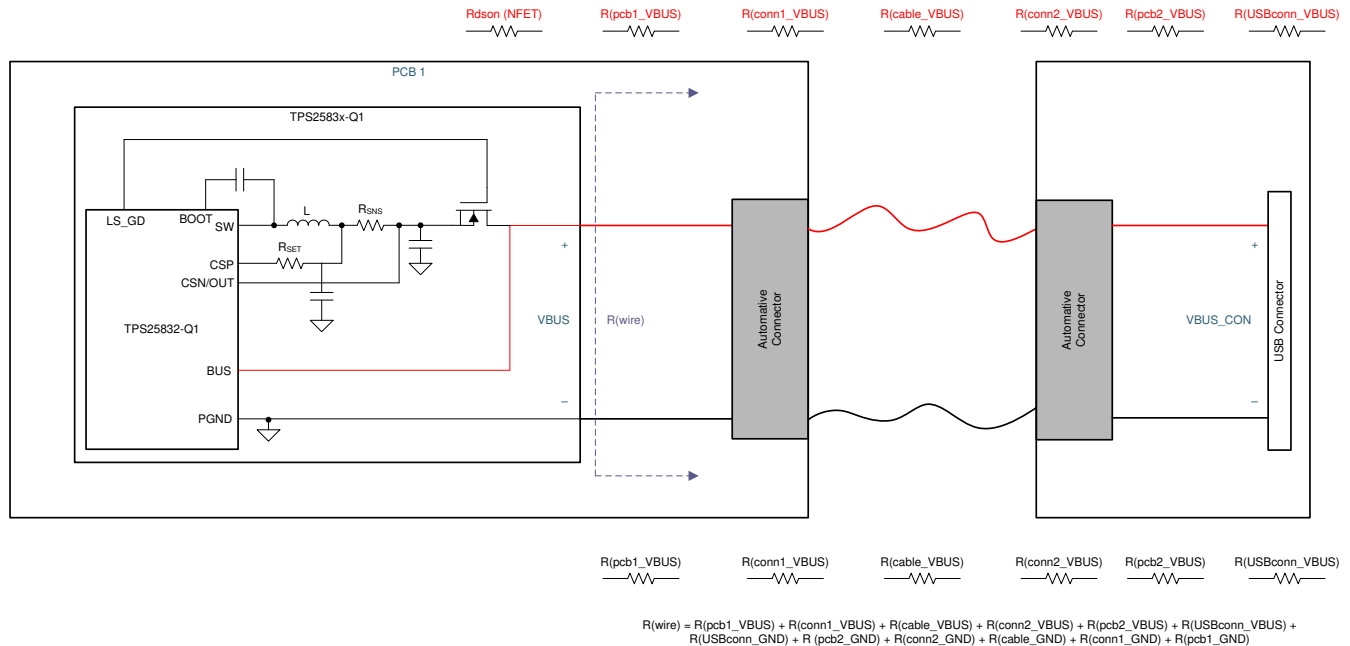 Rdson (NFET) R(pcb1_VBUS) R(conn1_VBUS) R(cable_VBUS) R(conn2_VBUS) R(pcb2_VBUS) R(USBconn_VBUS)
PCB 1
TPS2583x-Q1
LS_GD
BOOT
SW
L
RSNS
RSET
CSP
CSN/OUT
TPS25832-Q1
BUS
PGND
+
VBUS
–
R(wire)
Automative
Connector
Automative
Connector
+
VBUS_CON
–
USB Connector
R(pcb1_VBUS) R(conn1_VBUS) R(cable_VBUS) R(conn2_VBUS) R(pcb2_VBUS) R(USBconn_VBUS)
R(wire) = R(pcb1_VBUS) + R(conn1_VBUS) + R(cable_VBUS) + R(conn2_VBUS) + R(pcb2_VBUS) + R(USBconn_VBUS) +
R(USBconn_GND) + R (pcb2_GND) + R(conn2_GND) + R(cable_GND) + R(conn1_GND) + R(pcb1_GND)